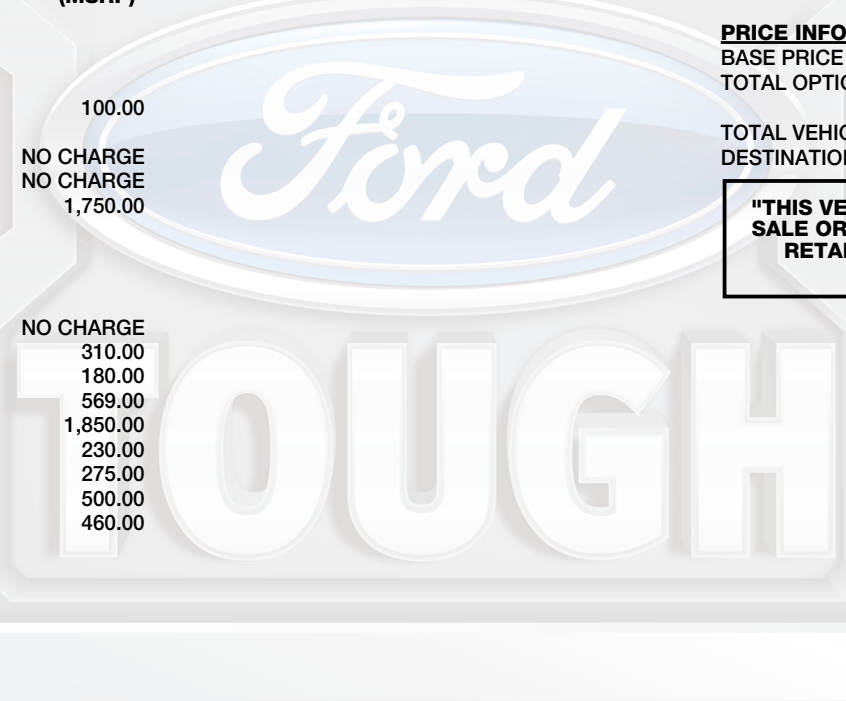 (MSRP)
100.00
NO CHARGE
NO CHARGE
1,750.00
NO CHARGE
310.00
180.00
569.00
1,850.00
230.00
275.00
500.00
460.00
PRICE INFO
BASE PRICE
TOTAL OPTIO
TOTAL VEHIC
DESTINATION
"THIS VE
SALE OR
RETAI
Ford
TOUGH